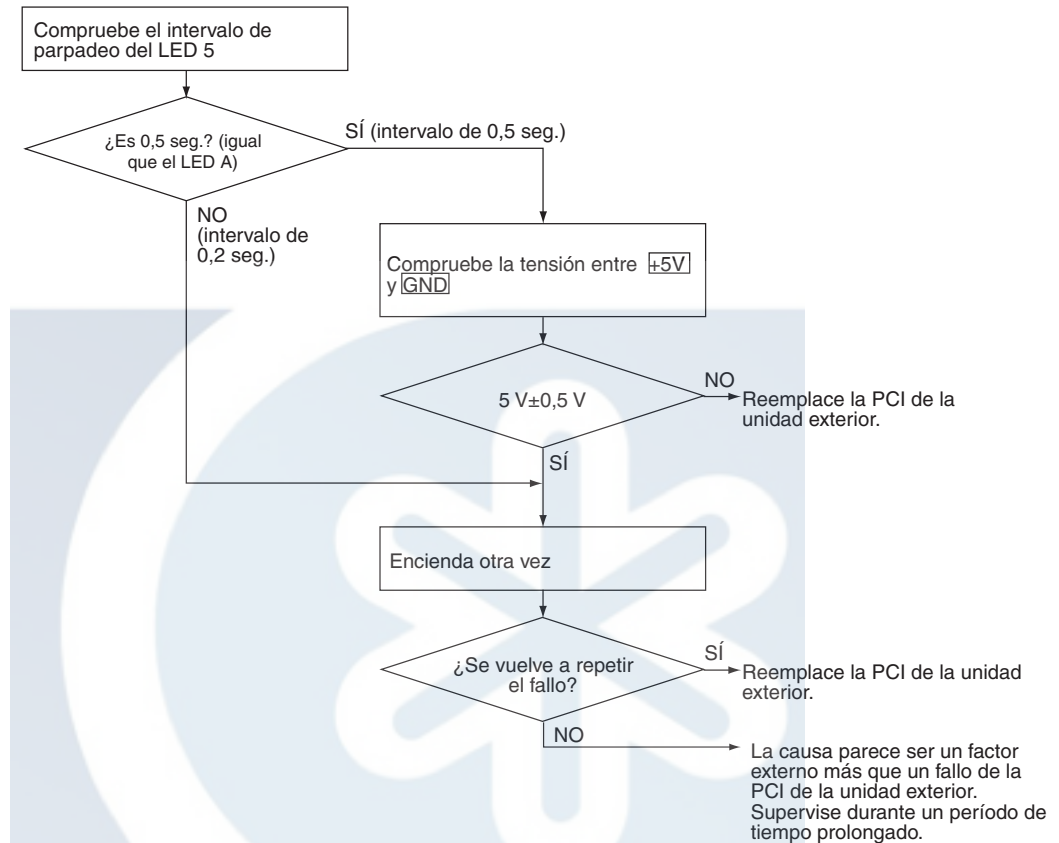 Compruebe el intervalo de
parpadeo del LED 5
¿Es 0,5 seg.? (igual
que el LED A)
SÍ (intervalo de 0,5 seg.)
NO
(intervalo de
0,2 seg.)
Compruebe la tensión entre +5V
y GND
5 V±0,5 V
NO
Reemplace la PCI de la
unidad exterior.
SÍ
Encienda otra vez
¿Se vuelve a repetir
el fallo?
SÍ
Reemplace la PCI de la unidad
exterior.
NO
La causa parece ser un factor
externo más que un fallo de la
PCI de la unidad exterior.
Supervise durante un período de
tiempo prolongado.